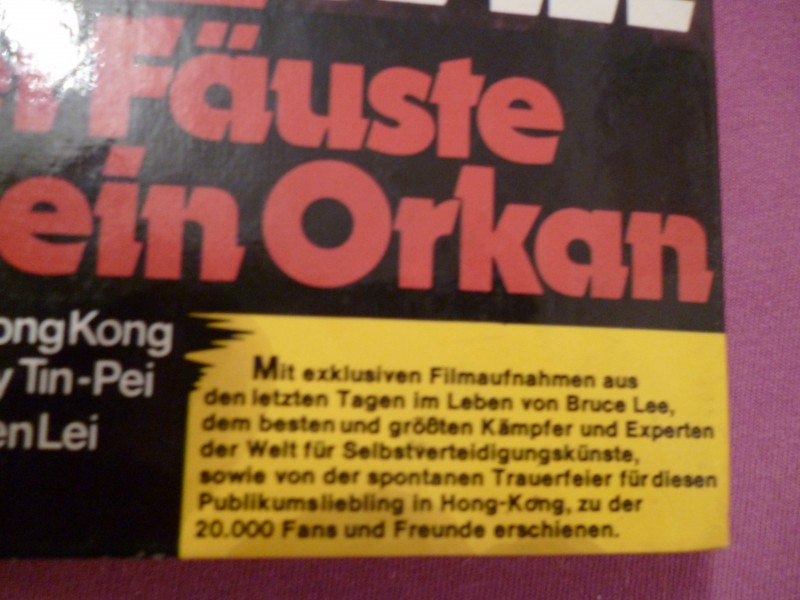 Fäuste
ein Orkan
Kong
Tin-Pei
Lei
Mit exklusiven Filmaufnahmen aus
den letzten Tagen im Leben von Bruce Lee,
dem besten und größten Kämpfer und Experten
der Welt für Selbstverteidigungskünste,
sowie von der spontanen Trauerfeier für diesen
Publikumsliebling in Hong-Kong, zu der
20.000 Fans und Freunde erschienen.